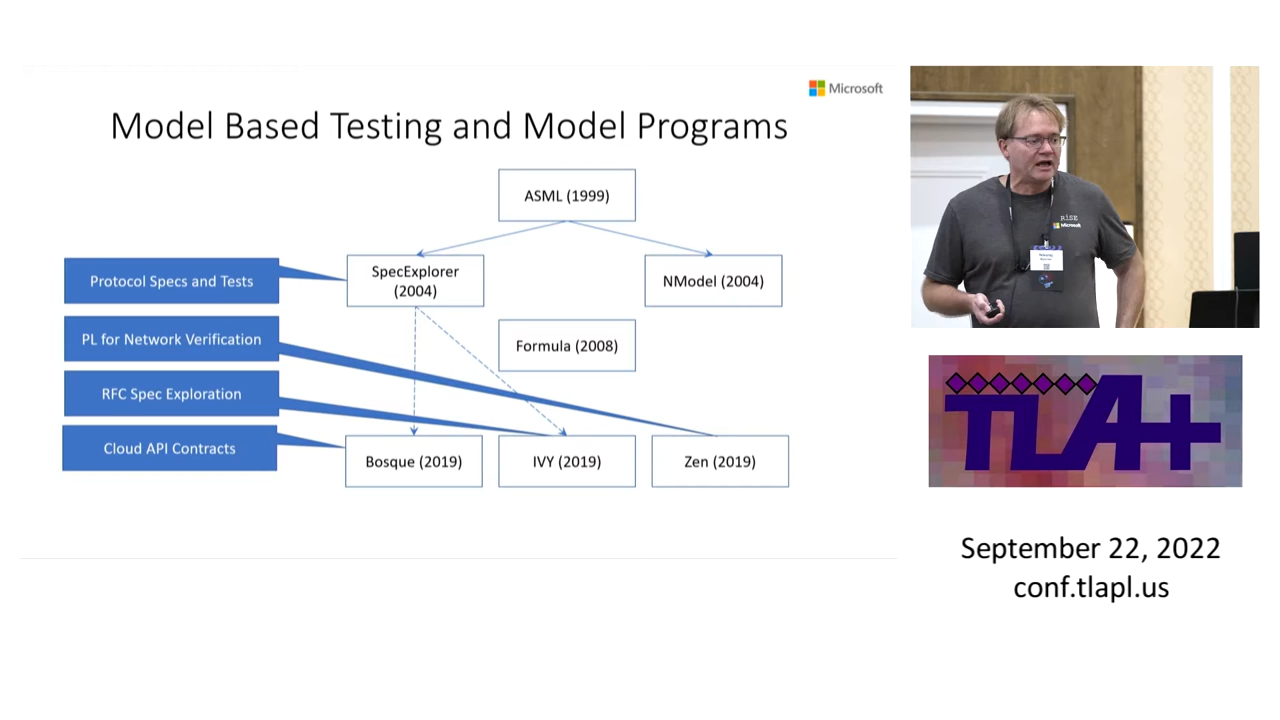 Microsoft
Model Based Testing and Model Programs
ASML (1999)
Protocol Specs and Tests
SpecExplorer
(2004)
NModel (2004)
PL for Network Verification
Formula (2008)
RFC Spec Exploration
Cloud API Contracts
Bosque (2019)
IVY (2019)
Zen (2019)
RiSE
Microsoft
TLA+
September 22, 2022
conf.tlapl.us